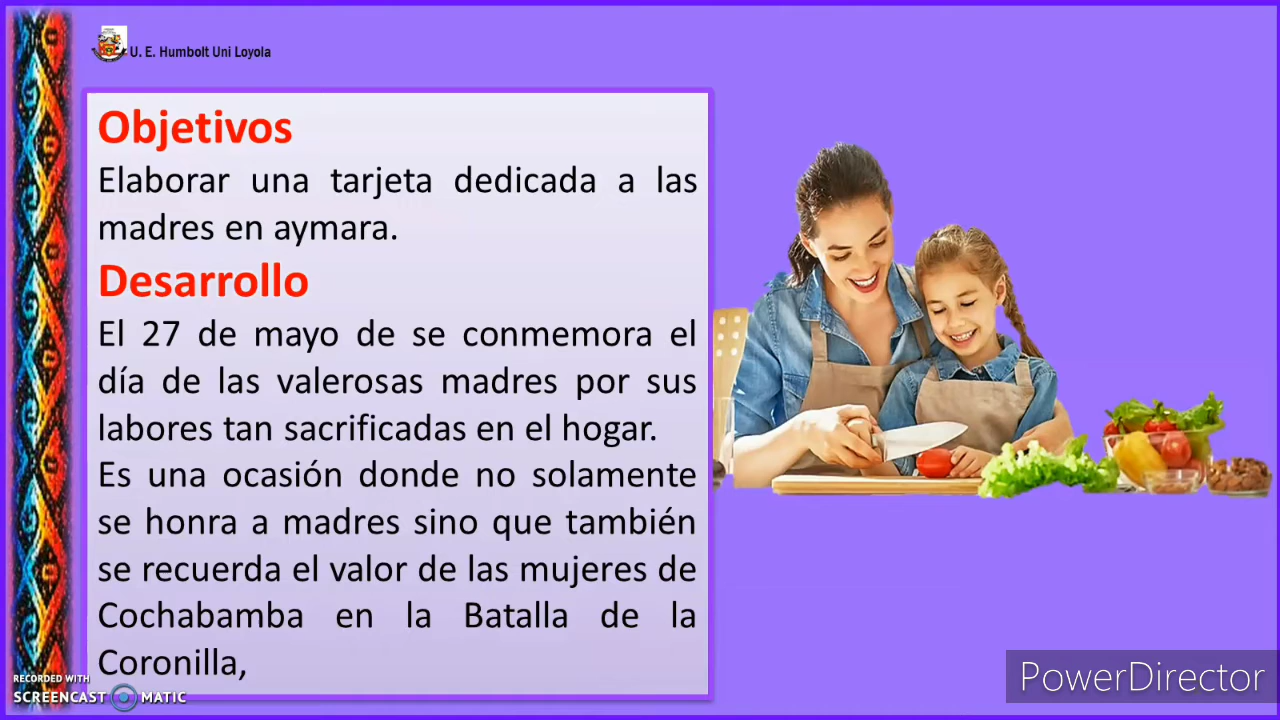 U. E. Humbolt Uni Loyola
Objetivos
Elaborar una tarjeta dedicada a las
madres en aymara.
Desarrollo
El 27 de mayo de se conmemora el
día de las valerosas madres por sus
labores tan sacrificadas en el hogar.
Es una ocasión donde no solamente
se honra a madres sino que también
se recuerda el valor de las mujeres de
Cochabamba en la Batalla de la
Coronilla,
RECORDED WITH
SCREENCAST MATIC
PowerDirector